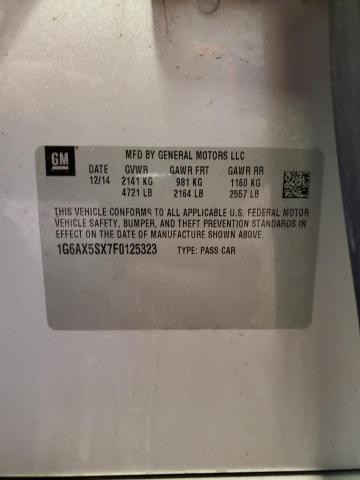 GM
MFD BY GENERAL MOTORS LLC
DATE GVWR GAWR FRT GAWR RR
12/14 2141 KG 981 KG 1160 KG
4721 LB 2164 LB 2557 LB
THIS VEHICLE CONFORMS TO ALL APPLICABLE U.S. FEDERAL MOTOR
VEHICLE SAFETY, BUMPER, AND THEFT PREVENTION STANDARDS IN
EFFECT ON THE DATE OF MANUFACTURE SHOWN ABOVE.
1G6AX5SX7F0125323 TYPE: PASS CAR